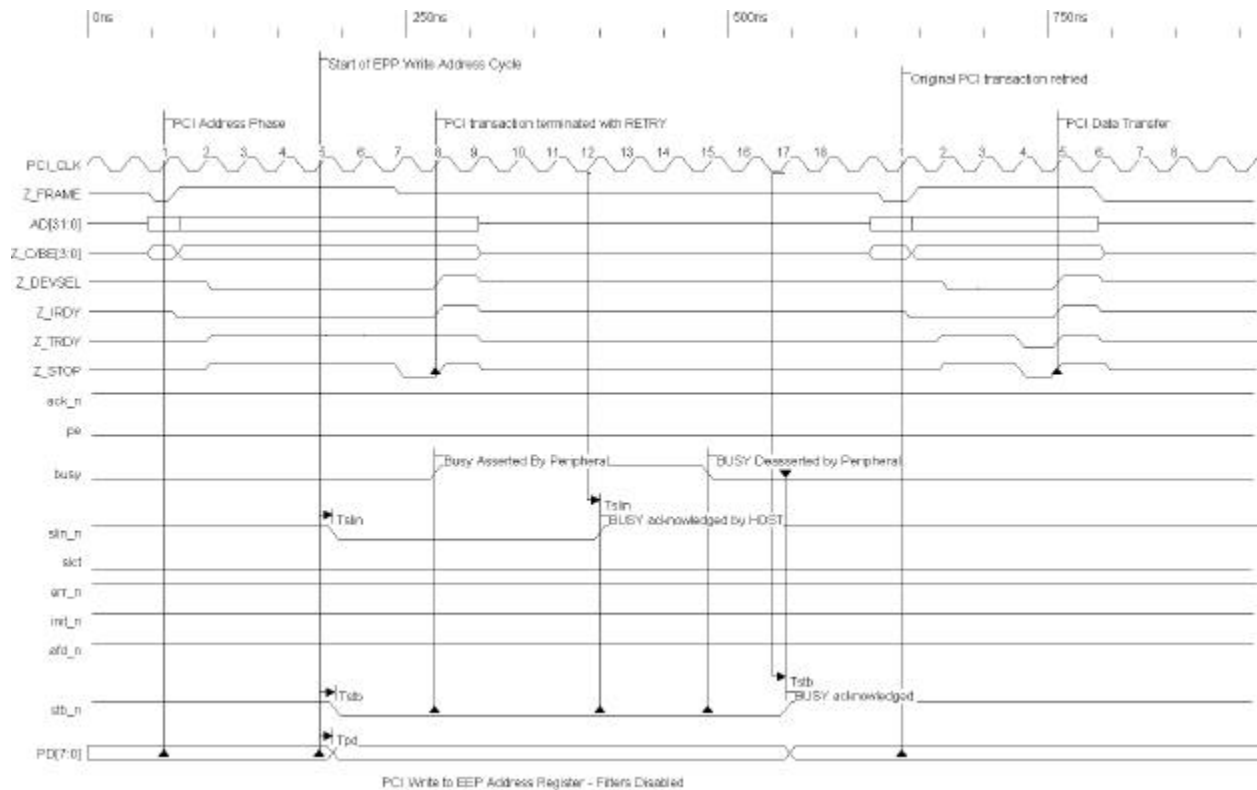 0ns 250ns 500ns 750ns
Start of EPP Write Address Cycle
Original PCI transaction retried
PCI Address Phase PCI transaction terminated with RETRY PCI Data Transfer
PCI_CLK 1 2 3 4 5 6 7 8 9 10 11 12 13 14 15 16 17 18 1 2 3 4 5 6 7 8
Z_FRAME
AD[31:0]
Z_C/BE[3:0]
Z_DEVSEL
Z_IRDY
Z_TRDY
Z_STOP
ack_n
pe
Busy Asserted By Peripheral BUSY Deasserted by Peripheral
busy
Tslin
Tslin BUSY acknowledged by HOST
slin_n
slct
err_n
init_n
afd_n
Tstb
Tstb BUSY acknowledged
stb_n
Tpd
PD[7:0]
PCI Write to EEP Address Register - Filters Disabled